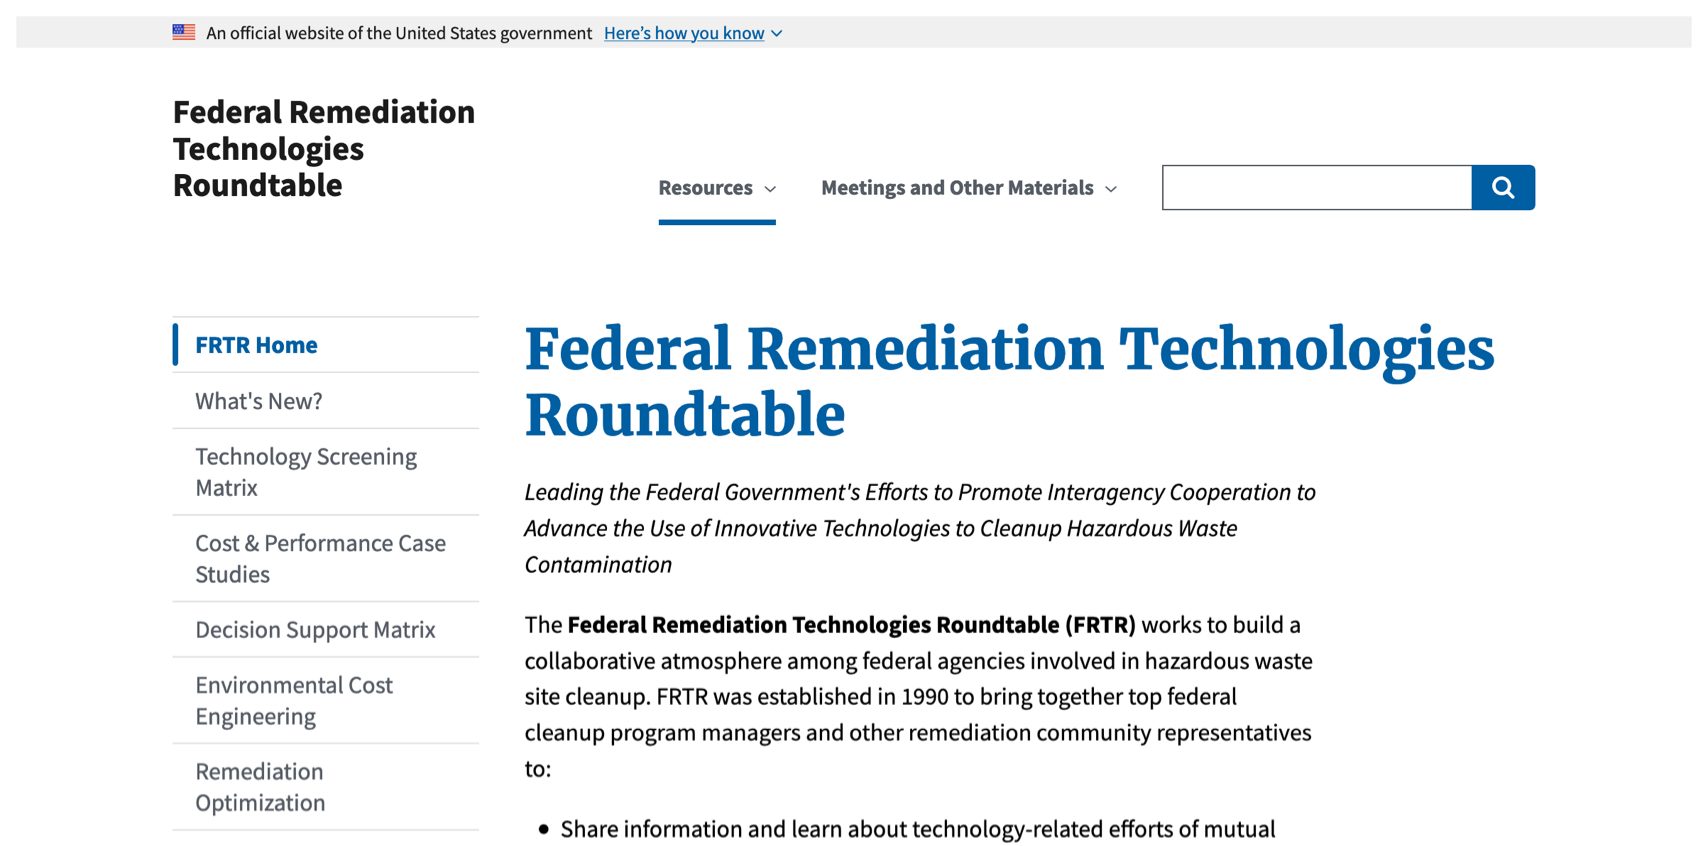 An official website of the United States government Here's how you know
Federal Remediation
Technologies
Roundtable
Resources
Meetings and Other Materials
FRTR Home
What's New?
Technology Screening
Matrix
Cost & Performance Case
Studies
Decision Support Matrix
Environmental Cost
Engineering
Remediation
Optimization
Federal Remediation Technologies
Roundtable
Leading the Federal Government's Efforts to Promote Interagency Cooperation to
Advance the Use of Innovative Technologies to Cleanup Hazardous Waste
Contamination
The Federal Remediation Technologies Roundtable (FRTR) works to build a
collaborative atmosphere among federal agencies involved in hazardous waste
site cleanup. FRTR was established in 1990 to bring together top federal
cleanup program managers and other remediation community representatives
to:
• Share information and learn about technology-related efforts of mutual